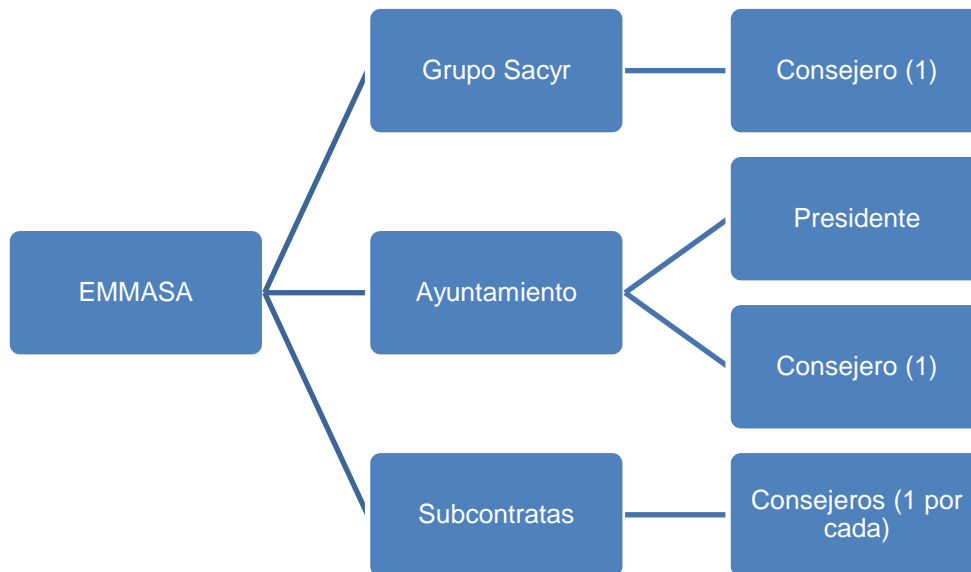 Grupo Sacyr
Consejero (1)
Presidente
EMMASA
Ayuntamiento
Consejero (1)
Subcontratas
Consejeros (1 por
cada)